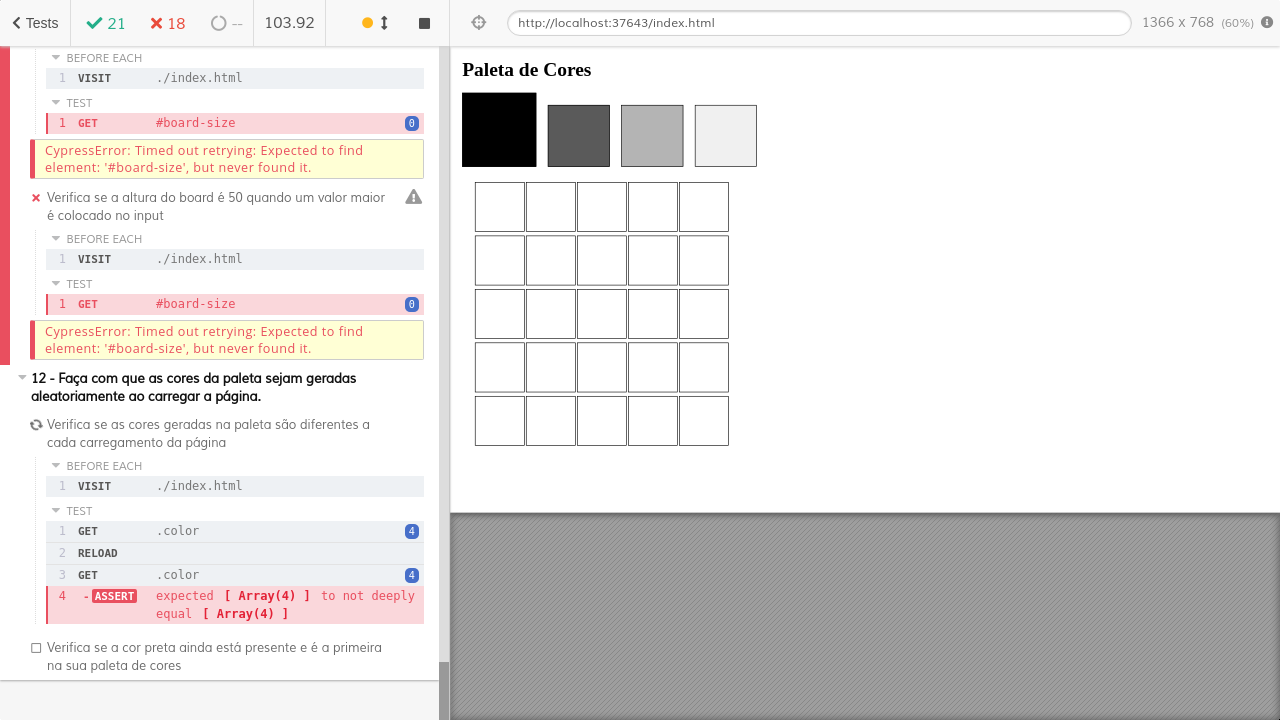 Tests
21
18
--
103.92
http://localhost:37643/index.html
1366 x 768 (60%)
BEFORE EACH
1 VISIT ./index.html
TEST
1 GET #board-size 0
CypressError: Timed out retrying: Expected to find
element: '#board-size', but never found it.
Verifica se a altura do board é 50 quando um valor maior
é colocado no input
BEFORE EACH
1 VISIT ./index.html
TEST
1 GET #board-size 0
CypressError: Timed out retrying: Expected to find
element: '#board-size', but never found it.
12 - Faça com que as cores da paleta sejam geradas
aleatoriamente ao carregar a página.
Verifica se as cores geradas na paleta são diferentes a
cada carregamento da página
BEFORE EACH
1 VISIT ./index.html
TEST
1 GET .color 4
2 RELOAD
3 GET .color 4
4 -ASSERT expected [ Array(4) ] to not deeply
equal [ Array(4) ]
Verifica se a cor preta ainda está presente e é a primeira
na sua paleta de cores
Paleta de Cores